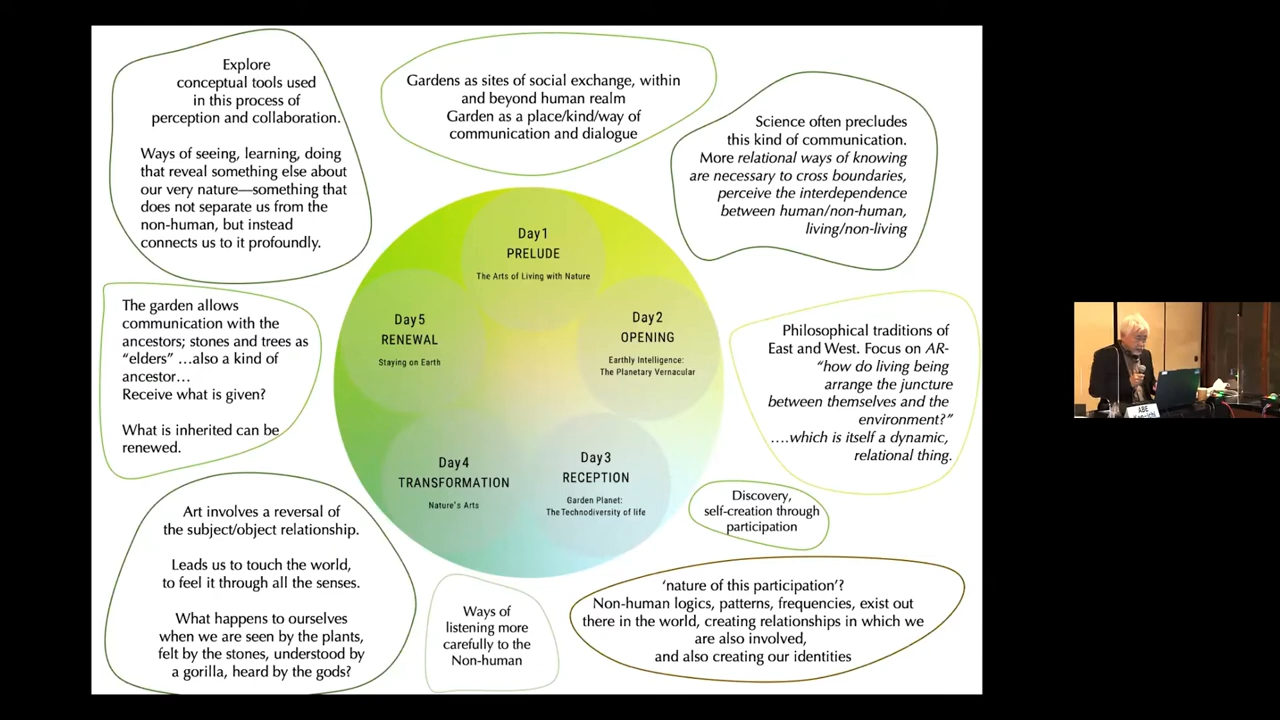 Explore
conceptual tools used
in this process of
perception and collaboration.
Ways of seeing, learning, doing
that reveal something else about
our very nature—something that
does not separate us from the
non-human, but instead
connects us to it profoundly.
Gardens as sites of social exchange, within
and beyond human realm
Garden as a place/kind/way of
communication and dialogue
Science often precludes
this kind of communication.
More relational ways of knowing
are necessary to cross boundaries,
perceive the interdependence
between human/non-human,
living/non-living
Day1
PRELUDE
The Arts of Living with Nature
Day2
OPENING
Earthly Intelligence:
The Planetary Vernacular
Day3
RECEPTION
Garden Planet:
The Technodiversity of life
Day4
TRANSFORMATION
Nature's Arts
Day5
RENEWAL
Staying on Earth
The garden allows
communication with the
ancestors; stones and trees as
“elders” …also a kind of
ancestor…
Receive what is given?
What is inherited can be
renewed.
Philosophical traditions of
East and West. Focus on AR-
“how do living being
arrange the juncture
between themselves and the
environment?”
….which is itself a dynamic,
relational thing.
Discovery,
self-creation through
participation
Art involves a reversal of
the subject/object relationship.
Leads us to touch the world,
to feel it through all the senses.
What happens to ourselves
when we are seen by the plants,
felt by the stones, understood by
a gorilla, heard by the gods?
Ways of
listening more
carefully to the
Non-human
‘nature of this participation’?
Non-human logics, patterns, frequencies, exist out
there in the world, creating relationships in which we
are also involved,
and also creating our identities
ABE